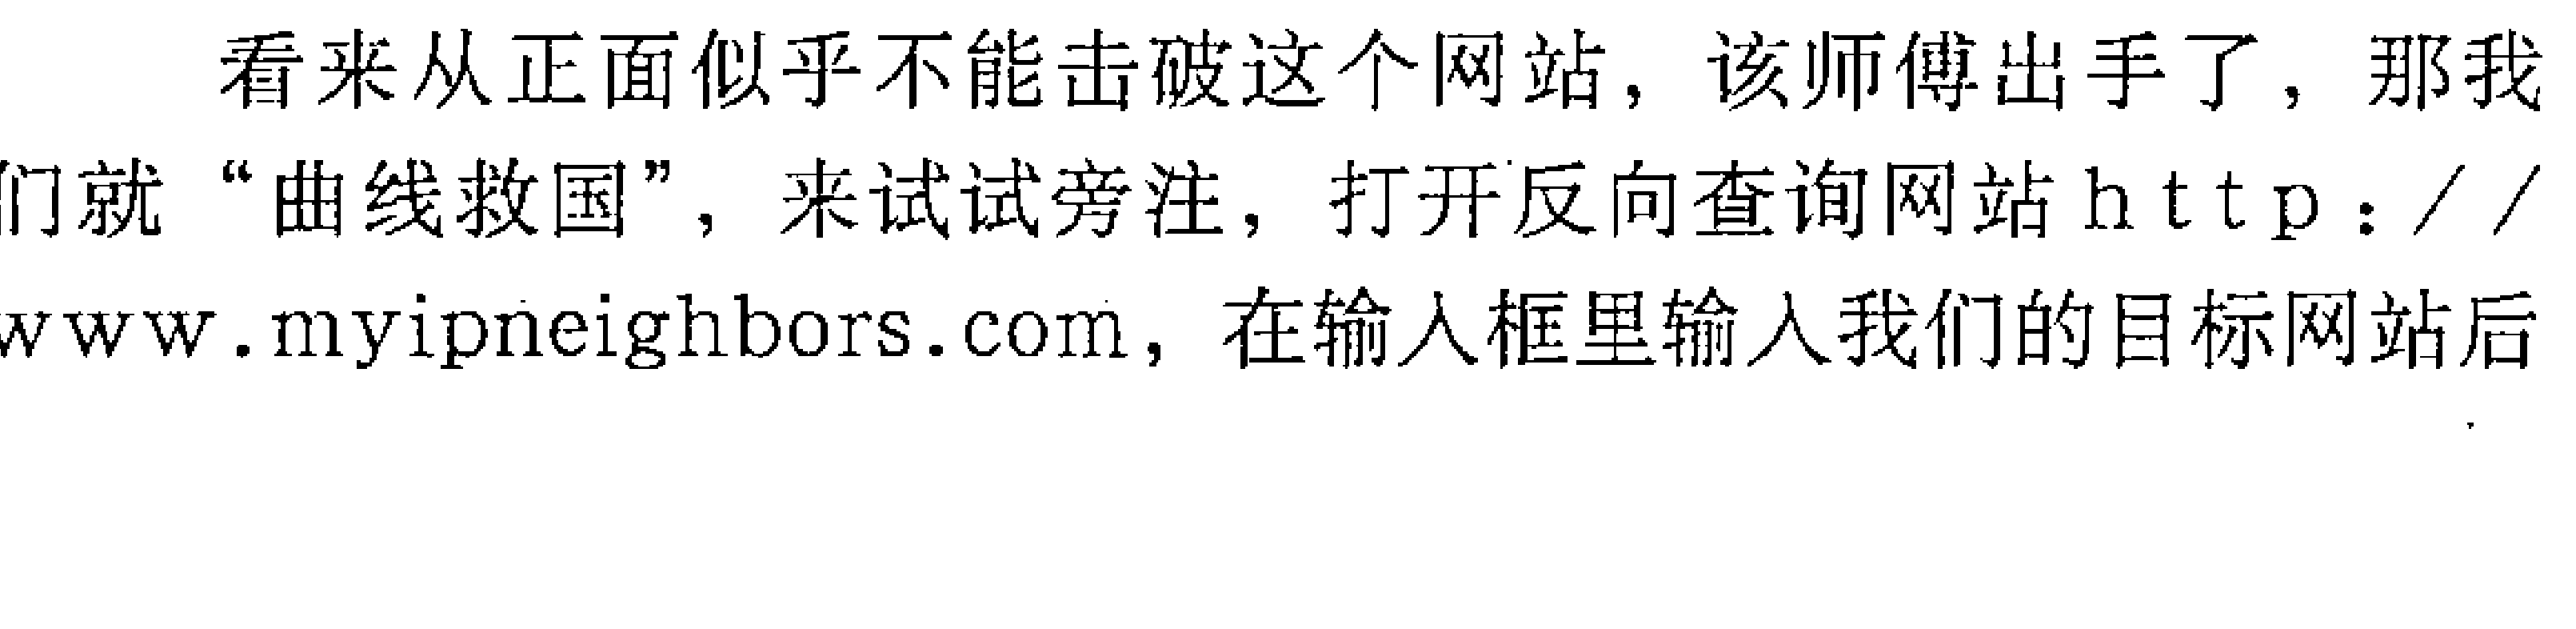 看来从正面似乎不能击破这个网站，该师傅出手了，那我
们就“曲线救国”，来试试旁注，打开反向查询网站http：//
www.myipneighbors.com，在输入框里输入我们的目标网站后